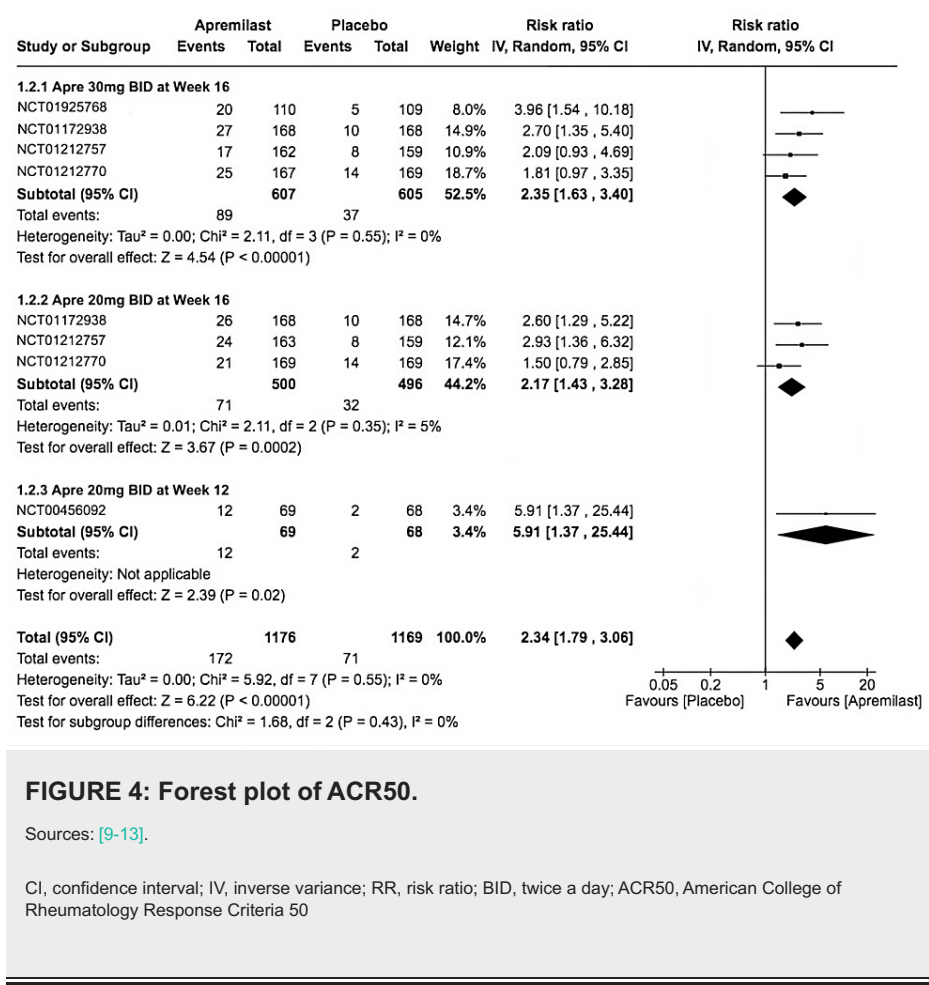 Apremilast Placebo Risk ratio Risk ratio
Study or Subgroup Events Total Events Total Weight IV, Random, 95% CI IV, Random, 95% CI
1.2.1 Apre 30mg BID at Week 16
NCT01925768 20 110 5 109 8.0% 3.96 [1.54 , 10.18]
NCT01172938 27 168 10 168 14.9% 2.70 [1.35 , 5.40]
NCT01212757 17 162 8 159 10.9% 2.09 [0.93 , 4.69]
NCT01212770 25 167 14 169 18.7% 1.81 [0.97 , 3.35]
Subtotal (95% CI) 607 605 52.5% 2.35 [1.63 , 3.40]
Total events: 89 37
Heterogeneity: Tau² = 0.00; Chi² = 2.11, df = 3 (P = 0.55); I² = 0%
Test for overall effect: Z = 4.54 (P < 0.00001)
1.2.2 Apre 20mg BID at Week 16
NCT01172938 26 168 10 168 14.7% 2.60 [1.29 , 5.22]
NCT01212757 24 163 8 159 12.1% 2.93 [1.36 , 6.32]
NCT01212770 21 169 14 169 17.4% 1.50 [0.79 , 2.85]
Subtotal (95% CI) 500 496 44.2% 2.17 [1.43 , 3.28]
Total events: 71 32
Heterogeneity: Tau² = 0.01; Chi² = 2.11, df = 2 (P = 0.35); I² = 5%
Test for overall effect: Z = 3.67 (P = 0.0002)
1.2.3 Apre 20mg BID at Week 12
NCT00456092 12 69 2 68 3.4% 5.91 [1.37 , 25.44]
Subtotal (95% CI) 69 68 3.4% 5.91 [1.37 , 25.44]
Total events: 12 2
Heterogeneity: Not applicable
Test for overall effect: Z = 2.39 (P = 0.02)
Total (95% CI) 1176 1169 100.0% 2.34 [1.79 , 3.06]
Total events: 172 71
Heterogeneity: Tau² = 0.00; Chi² = 5.92, df = 7 (P = 0.55); I² = 0%
0.05 0.2 1 5 20
Test for overall effect: Z = 6.22 (P < 0.00001)
Favours [Placebo] Favours [Apremilast]
Test for subgroup differences: Chi² = 1.68, df = 2 (P = 0.43), I² = 0%
FIGURE 4: Forest plot of ACR50.
Sources: [9-13].
CI, confidence interval; IV, inverse variance; RR, risk ratio; BID, twice a day; ACR50, American College of
Rheumatology Response Criteria 50